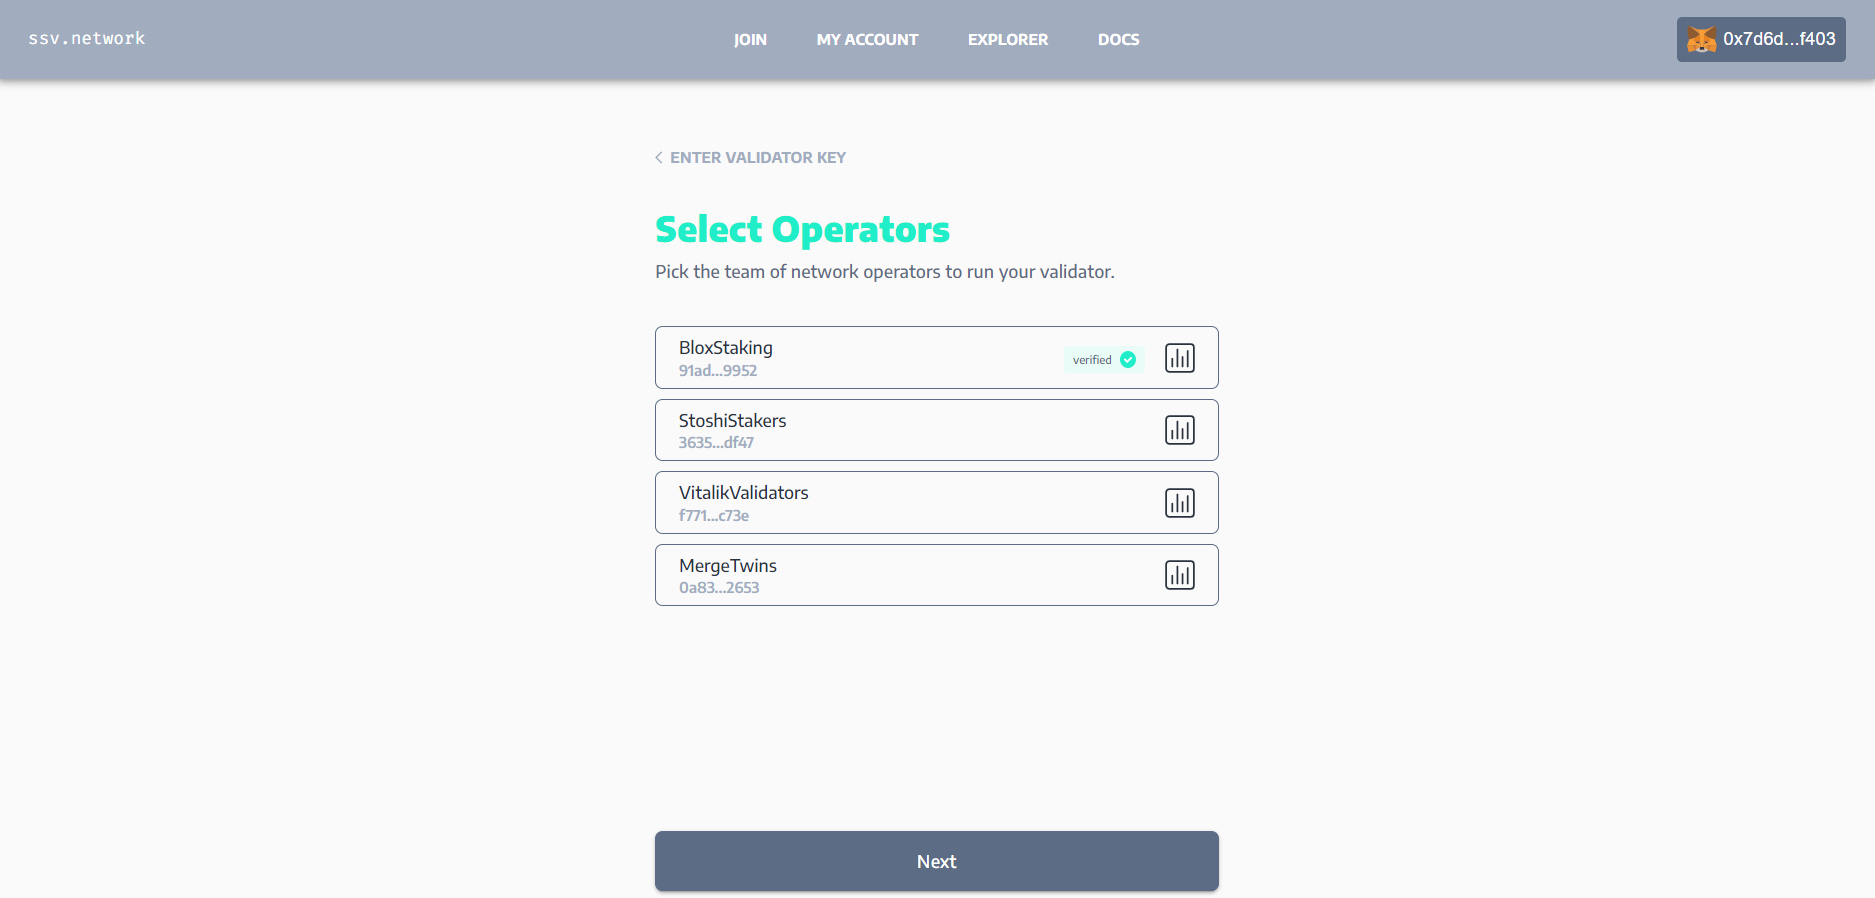 ssv.network
JOIN
MY ACCOUNT
EXPLORER
DOCS
0x7d6d...f403
ENTER VALIDATOR KEY
Select Operators
Pick the team of network operators to run your validator.
BloxStaking
91ad...9952
verified
StoshiStakers
3635...df47
VitalikValidators
f771...c73e
MergeTwins
0a83...2653
Next